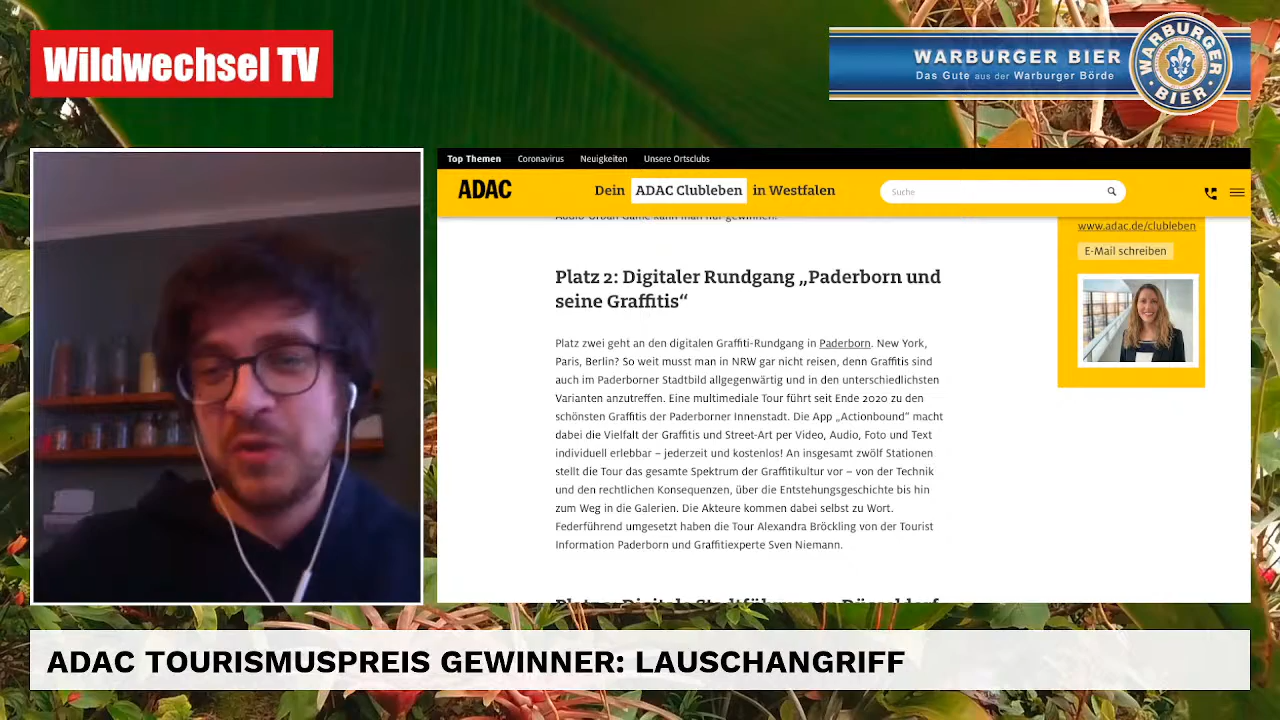 Wildwechsel TV
WARBURGER BIER
Das Gute aus der Warburger Börde
WARBURGER
BIER
Top Themen Coronavirus Neuigkeiten Unsere Ortsclubs
ADAC
Dein ADAC Clubleben in Westfalen
Suche
Audio Urban Game kann man nur gewinnen.
www.adac.de/clubleben
E-Mail schreiben
Platz 2: Digitaler Rundgang „Paderborn und
seine Graffitis“
Platz zwei geht an den digitalen Graffiti-Rundgang in Paderborn. New York,
Paris, Berlin? So weit musst man in NRW gar nicht reisen, denn Graffitis sind
auch im Paderborner Stadtbild allgegenwärtig und in den unterschiedlichsten
Varianten anzutreffen. Eine multimediale Tour führt seit Ende 2020 zu den
schönsten Graffitis der Paderborner Innenstadt. Die App „Actionbound“ macht
dabei die Vielfalt der Graffitis und Street-Art per Video, Audio, Foto und Text
individuell erlebbar – jederzeit und kostenlos! An insgesamt zwölf Stationen
stellt die Tour das gesamte Spektrum der Graffitikultur vor – von der Technik
und den rechtlichen Konsequenzen, über die Entstehungsgeschichte bis hin
zum Weg in die Galerien. Die Akteure kommen dabei selbst zu Wort.
Federführend umgesetzt haben die Tour Alexandra Bröckling von der Tourist
Information Paderborn und Graffitiexperte Sven Niemann.
ADAC TOURISMUSPREIS GEWINNER: LAUSCHANGRIFF